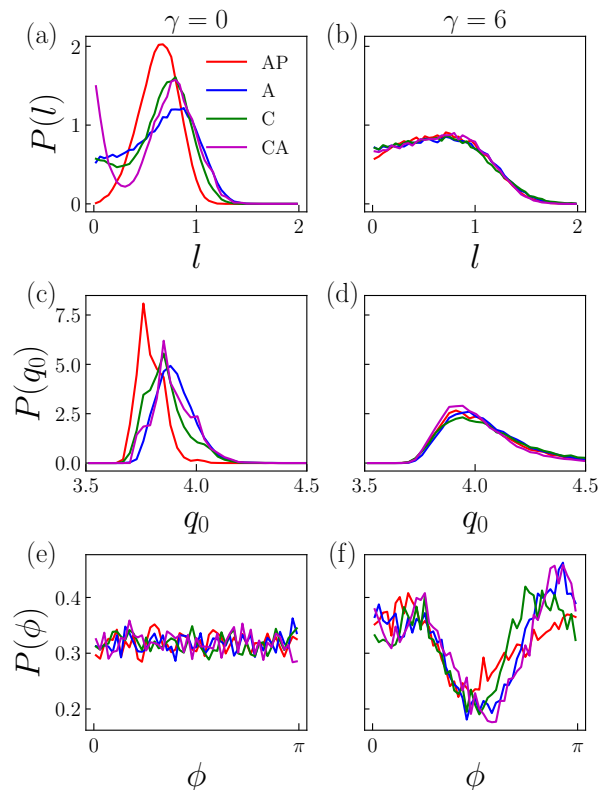 γ = 0 γ = 6
(a) (b)
P(l)
2
1
0
AP
A
C
CA
0 1 2
0 1 2
l l
(c) (d)
P(q₀)
7.5
5.0
2.5
0.0
3.5 4.0 4.5
3.5 4.0 4.5
q₀ q₀
(e) (f)
P(ϕ)
0.4
0.3
0.2
0 π
0 π
ϕ ϕ